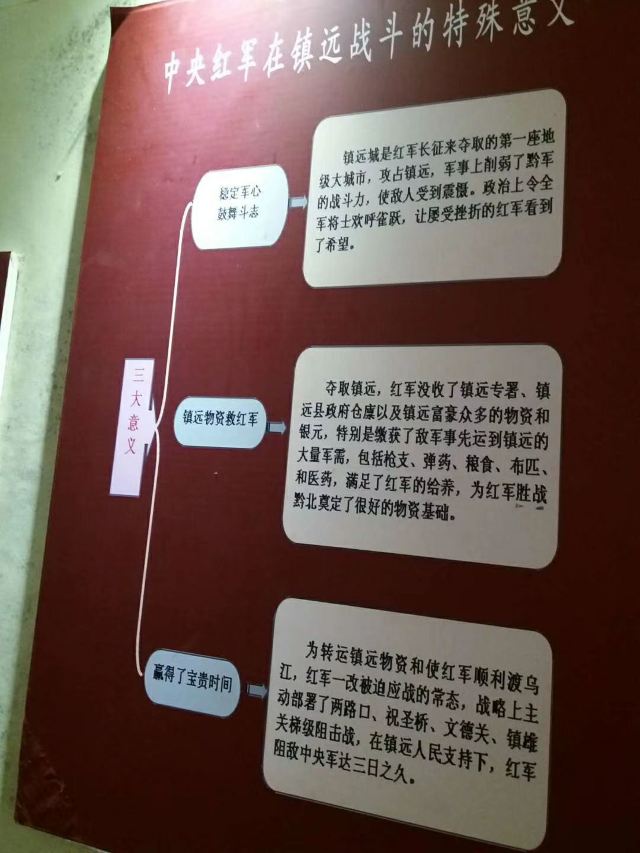 中央红军在镇远战斗的特殊意义
三大意义
稳定军心
鼓舞斗志
镇远城是红军长征来夺取的第一座地
级大城市，攻占镇远，军事上削弱了黔军
的战斗力，使敌人受到震慑。政治上令全
军将士欢呼雀跃，让屡受挫折的红军看到
了希望。
镇远物资救红军
夺取镇远，红军没收了镇远专署、镇
远县政府仓廒以及镇远富豪众多的物资和
银元，特别是缴获了敌军事先运到镇远的
大量军需，包括枪支、弹药、粮食、布匹、
和医药，满足了红军的给养，为红军胜战
黔北奠定了很好的物资基础。
赢得了宝贵时间
为转运镇远物资和使红军顺利渡乌
江，红军一改被迫应战的常态，战略上主
动部署了两路口、祝圣桥、文德关、镇雄
关梯级阻击战，在镇远人民支持下，红军
阻敌中央军达三日之久。